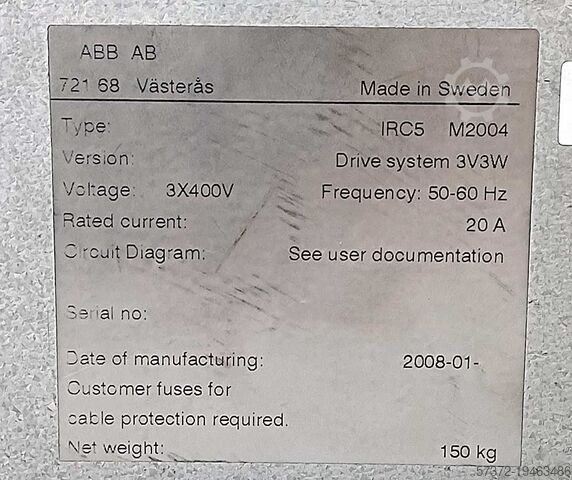 ABB AB
721 68 Västerås Made in Sweden
Type: IRC5 M2004
Version: Drive system 3V3W
Voltage: 3X400V Frequency: 50-60 Hz
Rated current: 20 A
Circuit Diagram: See user documentation
Serial no:
Date of manufacturing: 2008-01-
Customer fuses for
cable protection required.
Net weight: 150 kg
57372-19463486